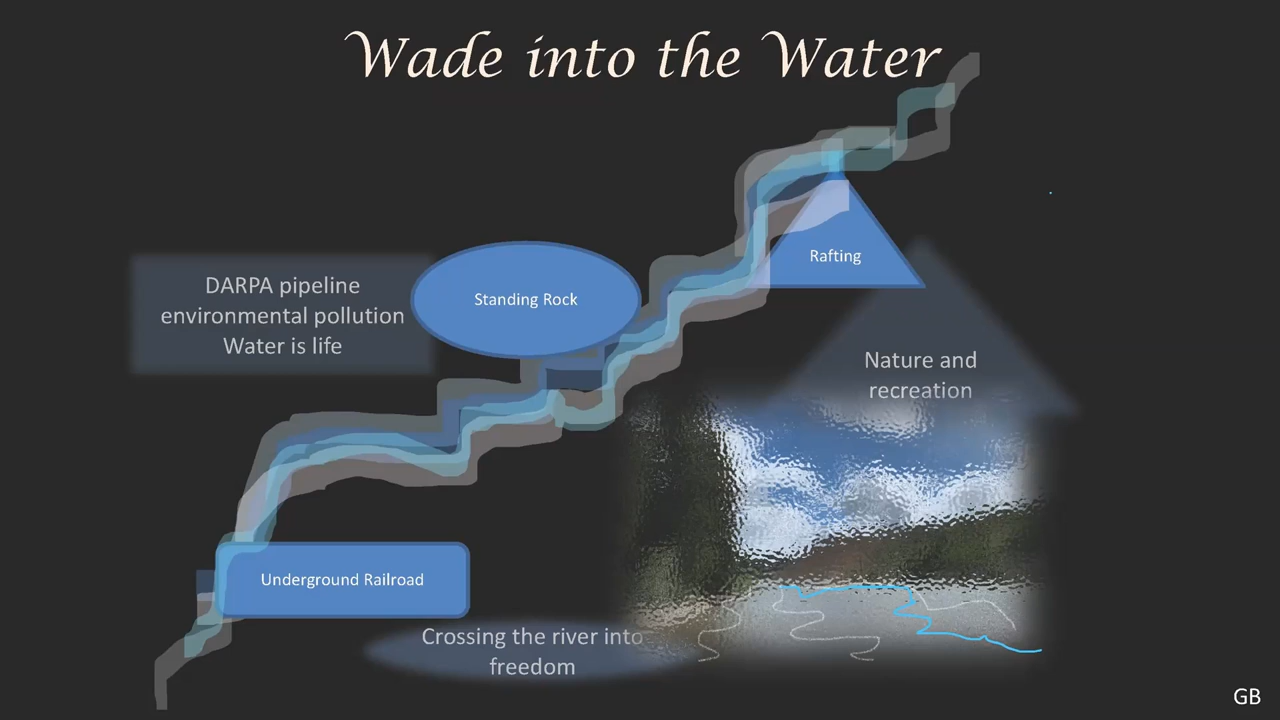 Wade into the Water
DARPA pipeline
environmental pollution
Water is life
Standing Rock
Rafting
Nature and
recreation
Underground Railroad
Crossing the river into
freedom
GB